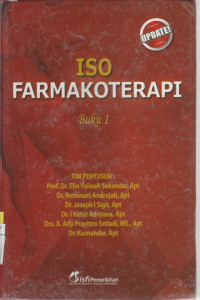 UPDATE!
ISO
FARMAKOTERAPI
Buku 1
TIM PENYUSUN :
Prof. Dr. Elin Yulinah Sukandar, Apt
Dr. Retnosari Andrajati, Apt
Dr. Joseph I Sigit, Apt
Dr. I Ketut Adnyana, Apt
Drs. A. Adji Prayitno Setiadi, MS., Apt
Dr. Kusnandar, Apt
isfi Penerbitan